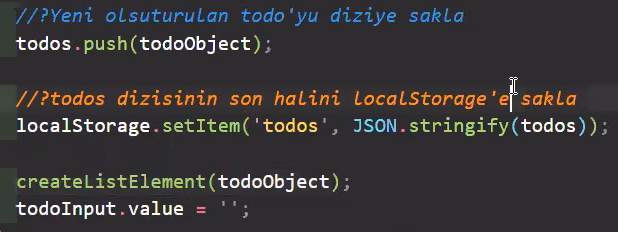 //?Yeni olsuturulan todo'yu diziye sakla
todos.push(todoObject);
//?todos dizisinin son halini localStorage'e sakla
localStorage.setItem('todos', JSON.stringify(todos));
createListElement(todoObject);
todoInput.value = '';